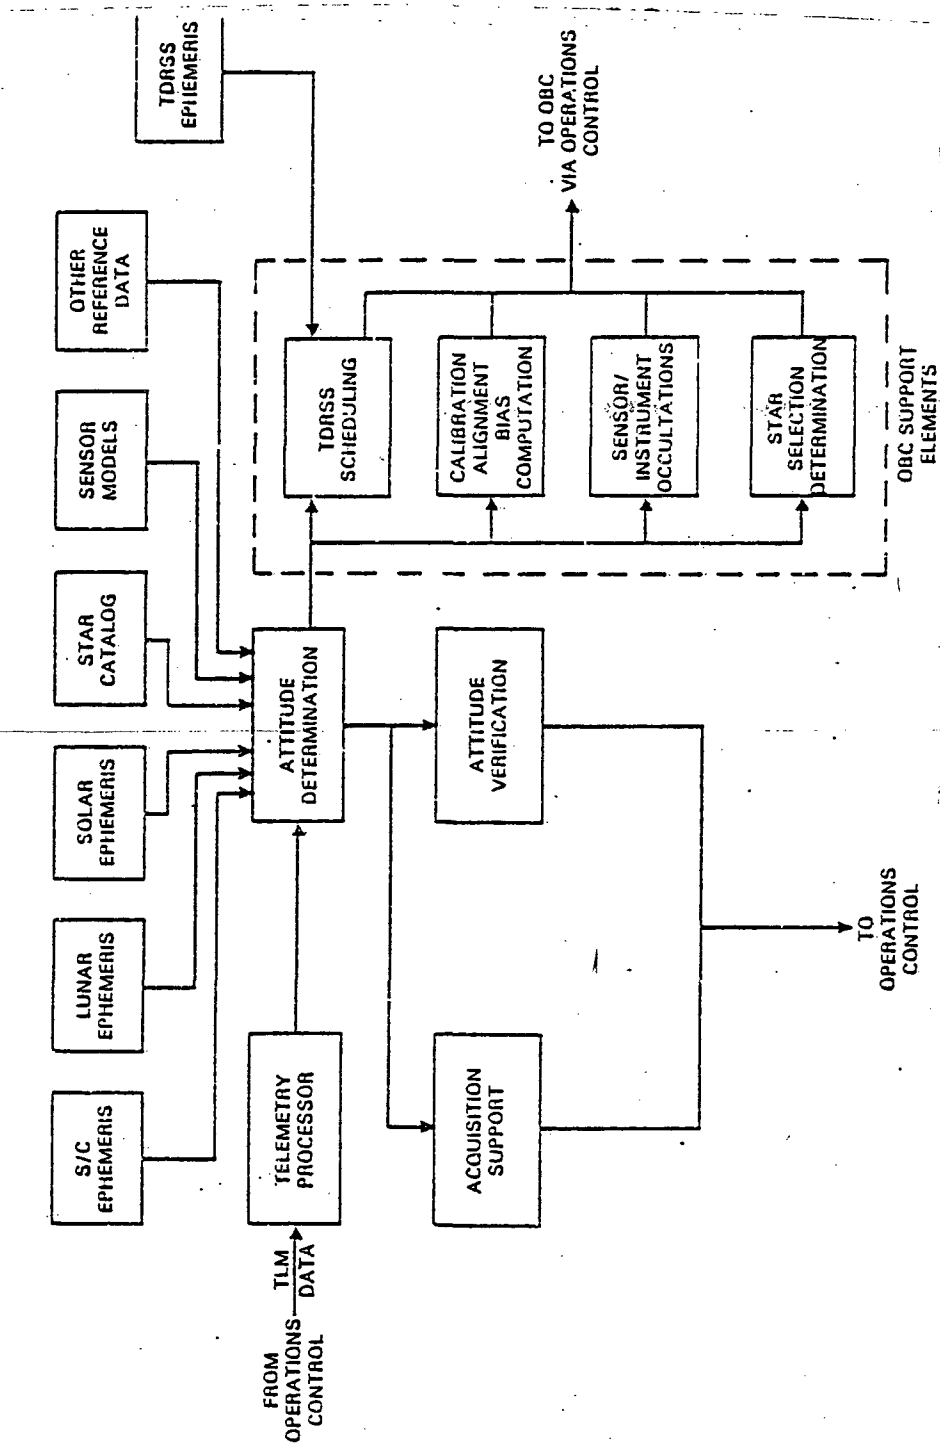 S/C
EPHEMERIS
LUNAR
EPHEMERIS
SOLAR
EPHEMERIS
STAR
CATALOG
SENSOR
MODELS
OTHER
REFERENCE
DATA
TDRSS
EPHEMERIS
FROM
OPERATIONS
CONTROL
TLM
DATA
TELEMETRY
PROCESSOR
ATTITUDE
DETERMINATION
TDRSS
SCHEDULING
CALIBRATION
ALIGNMENT
BIAS
COMPUTATION
SENSOR/
INSTRUMENT
OCCULTATIONS
STAR
SELECTION
DETERMINATION
OBC SUPPORT
ELEMENTS
TO OBC
VIA OPERATIONS
CONTROL
ACQUISITION
SUPPORT
ATTITUDE
VERIFICATION
TO
OPERATIONS
CONTROL